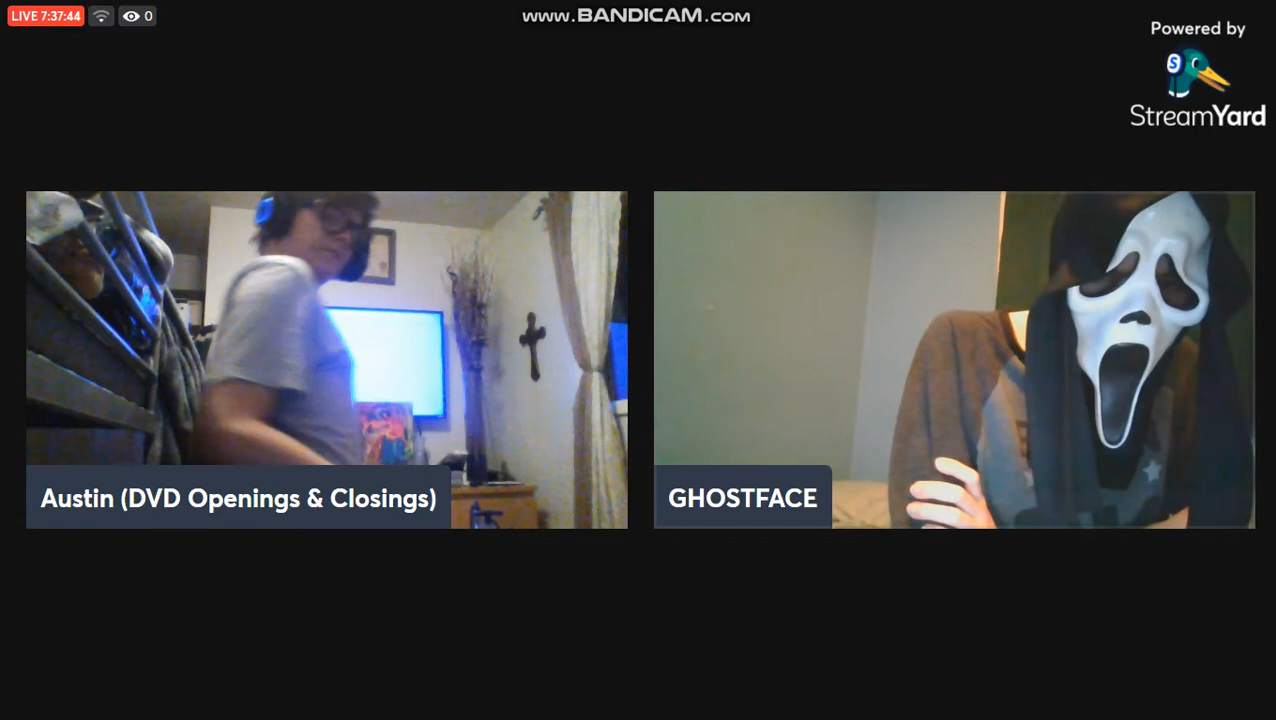 LIVE 7:37:44
0
www.BANDICAM.COM
Powered by
S
StreamYard
Austin (DVD Openings & Closings)
GHOSTFACE